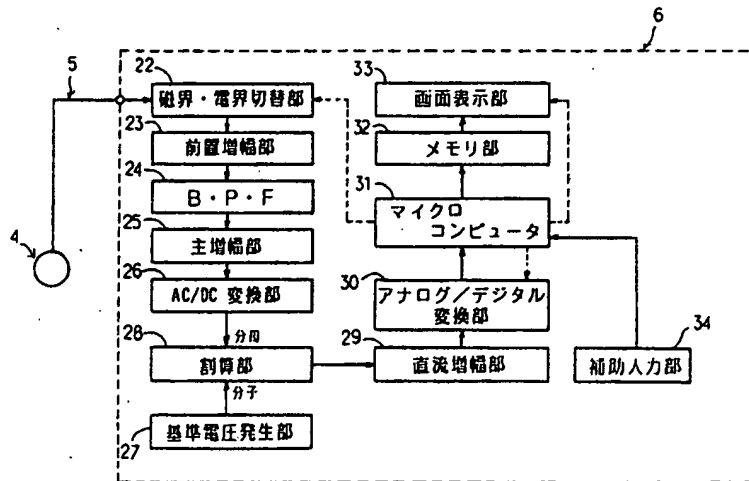 6
5
22
磁界・電界切替部
23
前置増幅部
24
B・P・F
25
主増幅部
4
26
AC/DC 変換部
分母
28
割算部
分子
27
基準電圧発生部
33
画面表示部
32
メモリ部
31
マイクロ
コンピュータ
30
アナログ/デジタル
変換部
29
直流増幅部
34
補助入力部